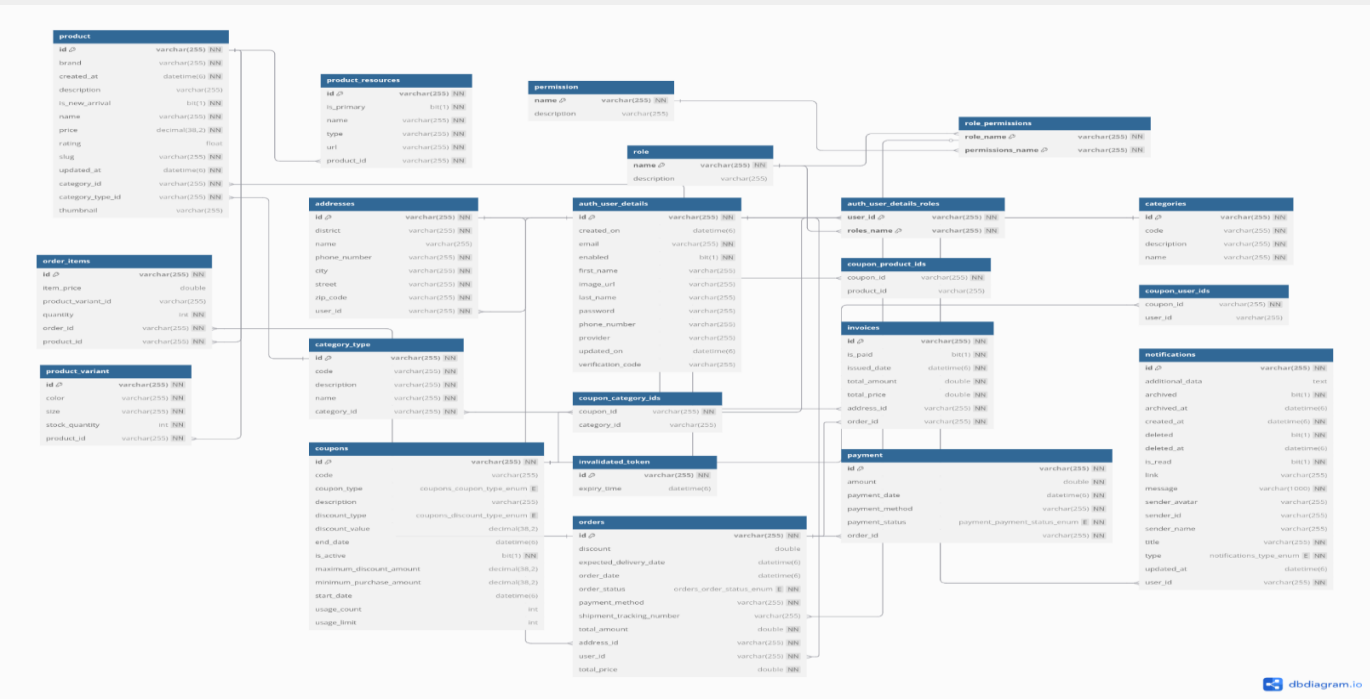 product
id varchar(255) NN
brand varchar(255) NN
created_at datetime(6) NN
description varchar(255)
is_new_arrival bit(1) NN
name varchar(255) NN
price decimal(38,2) NN
rating float
slug varchar(255) NN
updated_at datetime(6) NN
category_id varchar(255) NN
category_type_id varchar(255) NN
thumbnail varchar(255)
product_resources
id varchar(255) NN
is_primary bit(1) NN
name varchar(255) NN
type varchar(255) NN
url varchar(255) NN
product_id varchar(255) NN
permission
name varchar(255) NN
description varchar(255)
role
name varchar(255) NN
description varchar(255)
role_permissions
role_name varchar(255) NN
permissions_name varchar(255) NN
addresses
id varchar(255) NN
district varchar(255) NN
name varchar(255)
phone_number varchar(255) NN
city varchar(255) NN
street varchar(255) NN
zip_code varchar(255) NN
user_id varchar(255) NN
auth_user_details
id varchar(255) NN
created_on datetime(6)
email varchar(255) NN
enabled bit(1) NN
first_name varchar(255)
image_url varchar(255)
last_name varchar(255)
password varchar(255)
phone_number varchar(255)
provider varchar(255)
updated_on datetime(6)
verification_code varchar(255)
auth_user_details_roles
user_id varchar(255) NN
roles_name varchar(255) NN
categories
id varchar(255) NN
code varchar(255) NN
description varchar(255) NN
name varchar(255) NN
order_items
id varchar(255) NN
item_price double
product_variant_id varchar(255)
quantity int NN
order_id varchar(255) NN
product_id varchar(255) NN
coupon_product_ids
coupon_id varchar(255) NN
product_id varchar(255)
coupon_user_ids
coupon_id varchar(255) NN
user_id varchar(255)
invoices
id varchar(255) NN
is_paid bit(1) NN
issued_date datetime(6) NN
total_amount double NN
total_price double NN
address_id varchar(255) NN
order_id varchar(255) NN
category_type
id varchar(255) NN
code varchar(255) NN
description varchar(255) NN
name varchar(255) NN
category_id varchar(255) NN
product_variant
id varchar(255) NN
color varchar(255) NN
size varchar(255) NN
stock_quantity int NN
product_id varchar(255) NN
coupon_category_ids
coupon_id varchar(255) NN
category_id varchar(255)
notifications
id varchar(255) NN
additional_data text
archived bit(1) NN
archived_at datetime(6)
created_at datetime(6) NN
deleted bit(1) NN
deleted_at datetime(6)
is_read bit(1) NN
link varchar(255)
message varchar(1000) NN
sender_avatar varchar(255)
sender_id varchar(255)
sender_name varchar(255)
title varchar(255) NN
type notifications_type_enum E NN
updated_at datetime(6)
user_id varchar(255) NN
coupons
id varchar(255) NN
code varchar(255)
coupon_type coupons_coupon_type_enum E
description varchar(255)
discount_type coupons_discount_type_enum E
discount_value decimal(38,2)
end_date datetime(6)
is_active bit(1) NN
maximum_discount_amount decimal(38,2)
minimum_purchase_amount decimal(38,2)
start_date datetime(6)
usage_count int
usage_limit int
invalidated_token
id varchar(255) NN
expiry_time datetime(6)
payment
id varchar(255) NN
amount double NN
payment_date datetime(6) NN
payment_method varchar(255) NN
payment_status payment_payment_status_enum E NN
order_id varchar(255) NN
orders
id varchar(255) NN
discount double
expected_delivery_date datetime(6)
order_date datetime(6)
order_status orders_order_status_enum E NN
payment_method varchar(255) NN
shipment_tracking_number varchar(255)
total_amount double NN
address_id varchar(255) NN
user_id varchar(255) NN
total_price double NN
dbdiagram.io